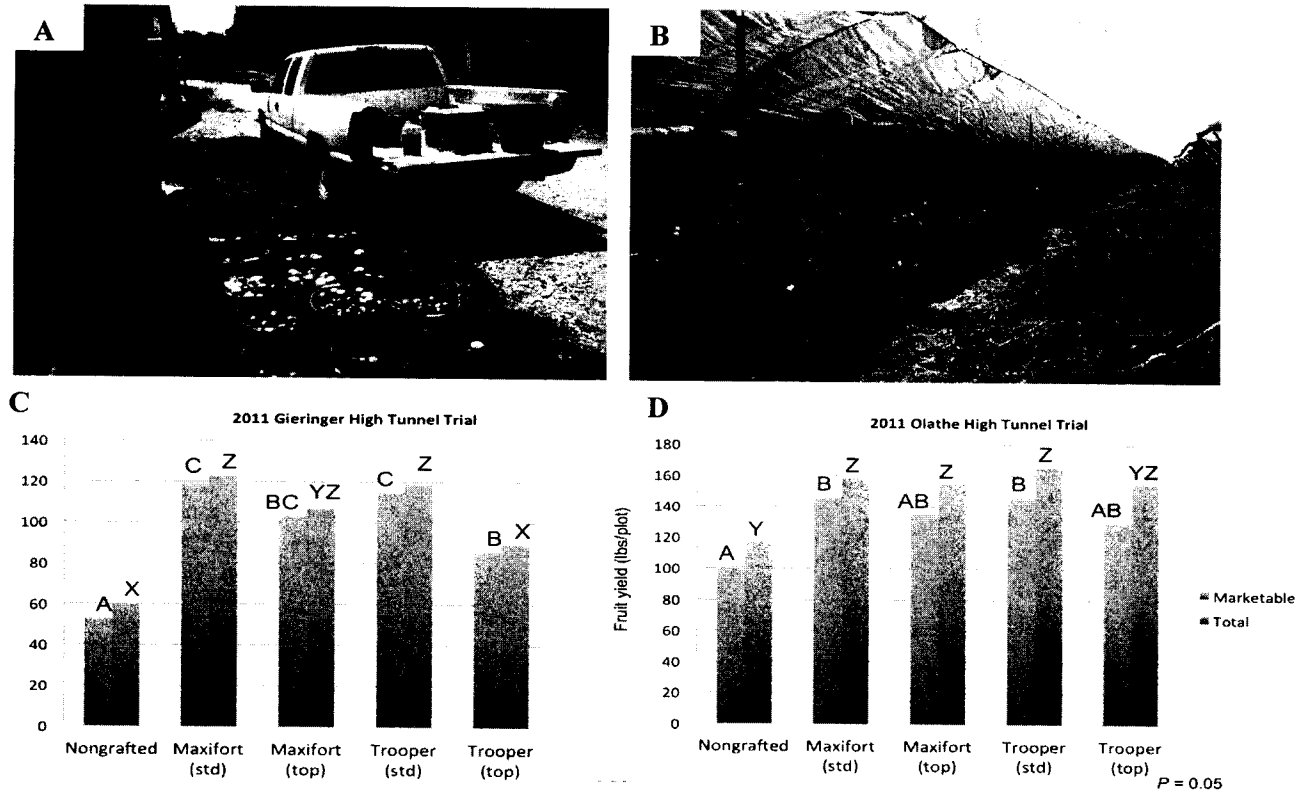 A
B
C
2011 Gieringer High Tunnel Trial
140
120
100
80
60
40
20
0
A X
C Z
BC YZ
C Z
B X
Nongrafted
Maxifort (std)
Maxifort (top)
Trooper (std)
Trooper (top)
D
2011 Olathe High Tunnel Trial
Fruit yield (lbs/plot)
180
160
140
120
100
80
60
40
20
0
A Y
B Z
AB Z
B Z
AB YZ
Marketable
Total
Nongrafted
Maxifort (std)
Maxifort (top)
Trooper (std)
Trooper (top)
P = 0.05